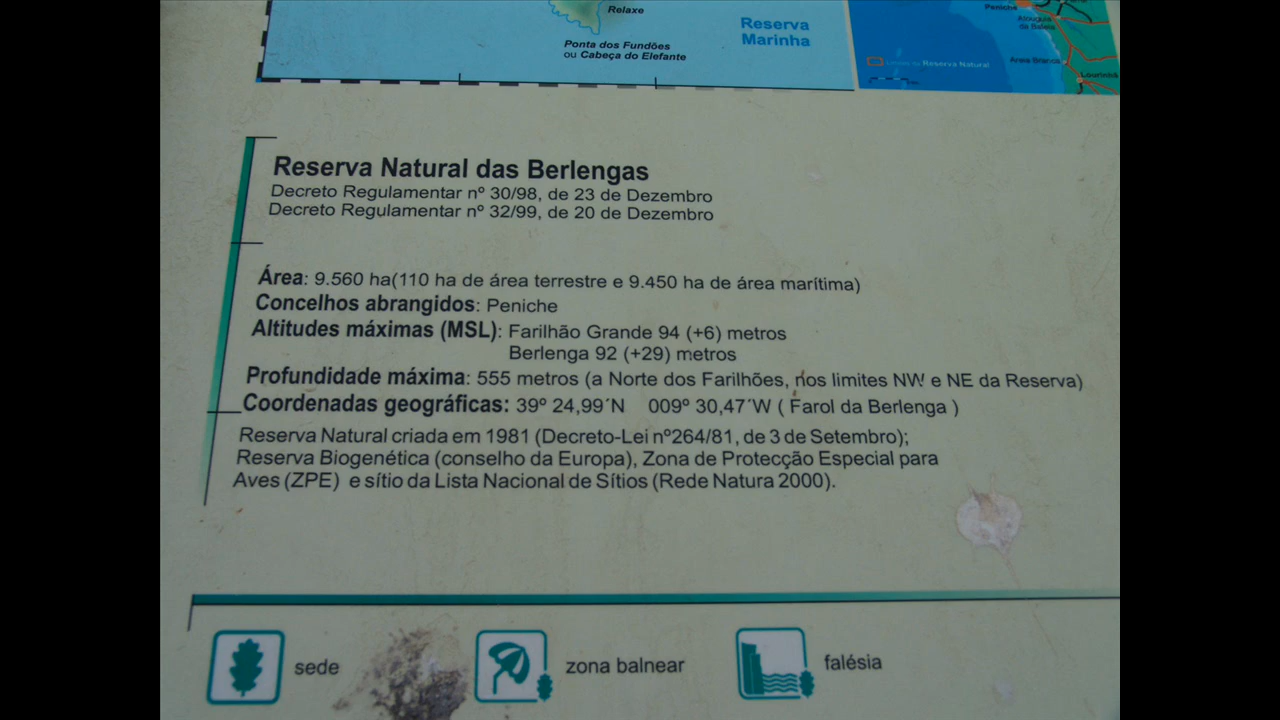 Relaxe
Ponta dos Fundões
ou Cabeça do Elefante
Reserva
Marinha
Peniche
Atouguia
da Baleia
Areia Branca
Reserva Natural
Lourinhã
Reserva Natural das Berlengas
Decreto Regulamentar nº 30/98, de 23 de Dezembro
Decreto Regulamentar nº 32/99, de 20 de Dezembro
Área: 9.560 ha(110 ha de área terrestre e 9.450 ha de área marítima)
Concelhos abrangidos: Peniche
Altitudes máximas (MSL): Farilhão Grande 94 (+6) metros
Berlenga 92 (+29) metros
Profundidade máxima: 555 metros (a Norte dos Farilhões, nos limites NW e NE da Reserva)
Coordenadas geográficas: 39º 24,99´N 009º 30,47´W ( Farol da Berlenga )
Reserva Natural criada em 1981 (Decreto-Lei nº264/81, de 3 de Setembro);
Reserva Biogenética (conselho da Europa), Zona de Protecção Especial para
Aves (ZPE) e sítio da Lista Nacional de Sítios (Rede Natura 2000).
sede
zona balnear
falésia